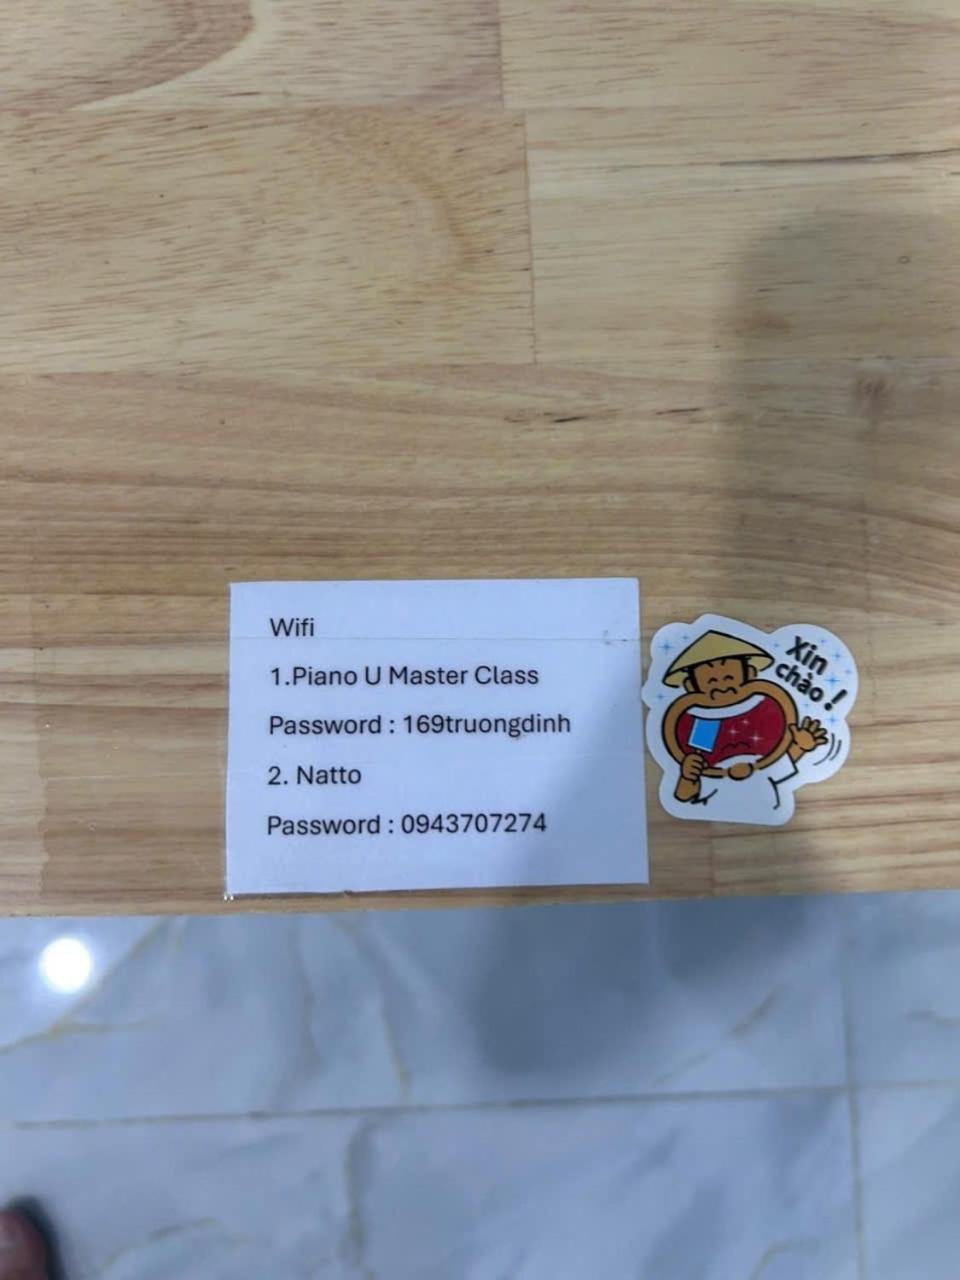 Wifi
1.Piano U Master Class
Password : 169truongdinh
2. Natto
Password : 0943707274
Xin
chào !